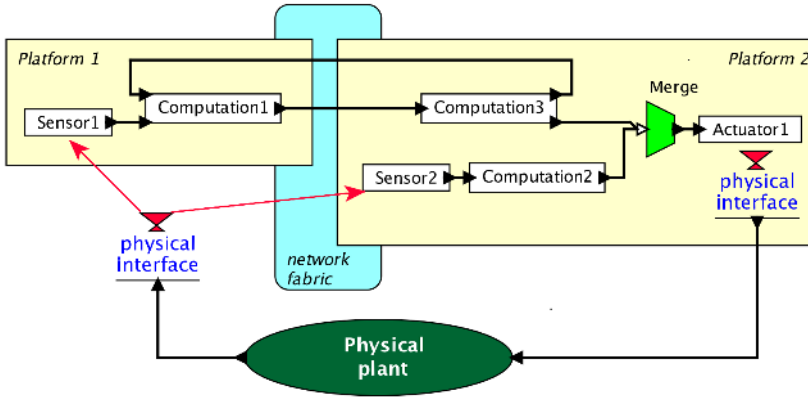 Platform 1
Platform 2
Merge
Computation1
Computation3
Sensor1
Actuator1
Sensor2
Computation2
physical
interface
physical
Interface
network
fabric
Physical
plant